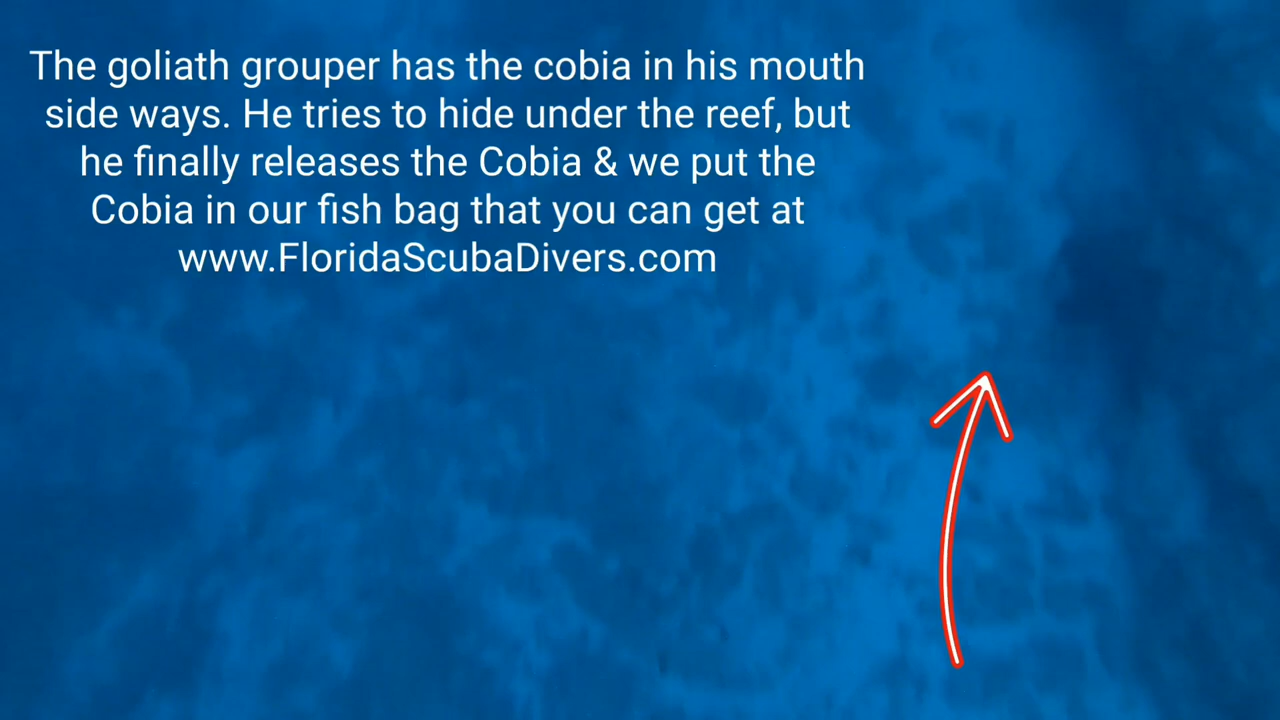 The goliath grouper has the cobia in his mouth
side ways. He tries to hide under the reef, but
he finally releases the Cobia & we put the
Cobia in our fish bag that you can get at
www.FloridaScubaDivers.com